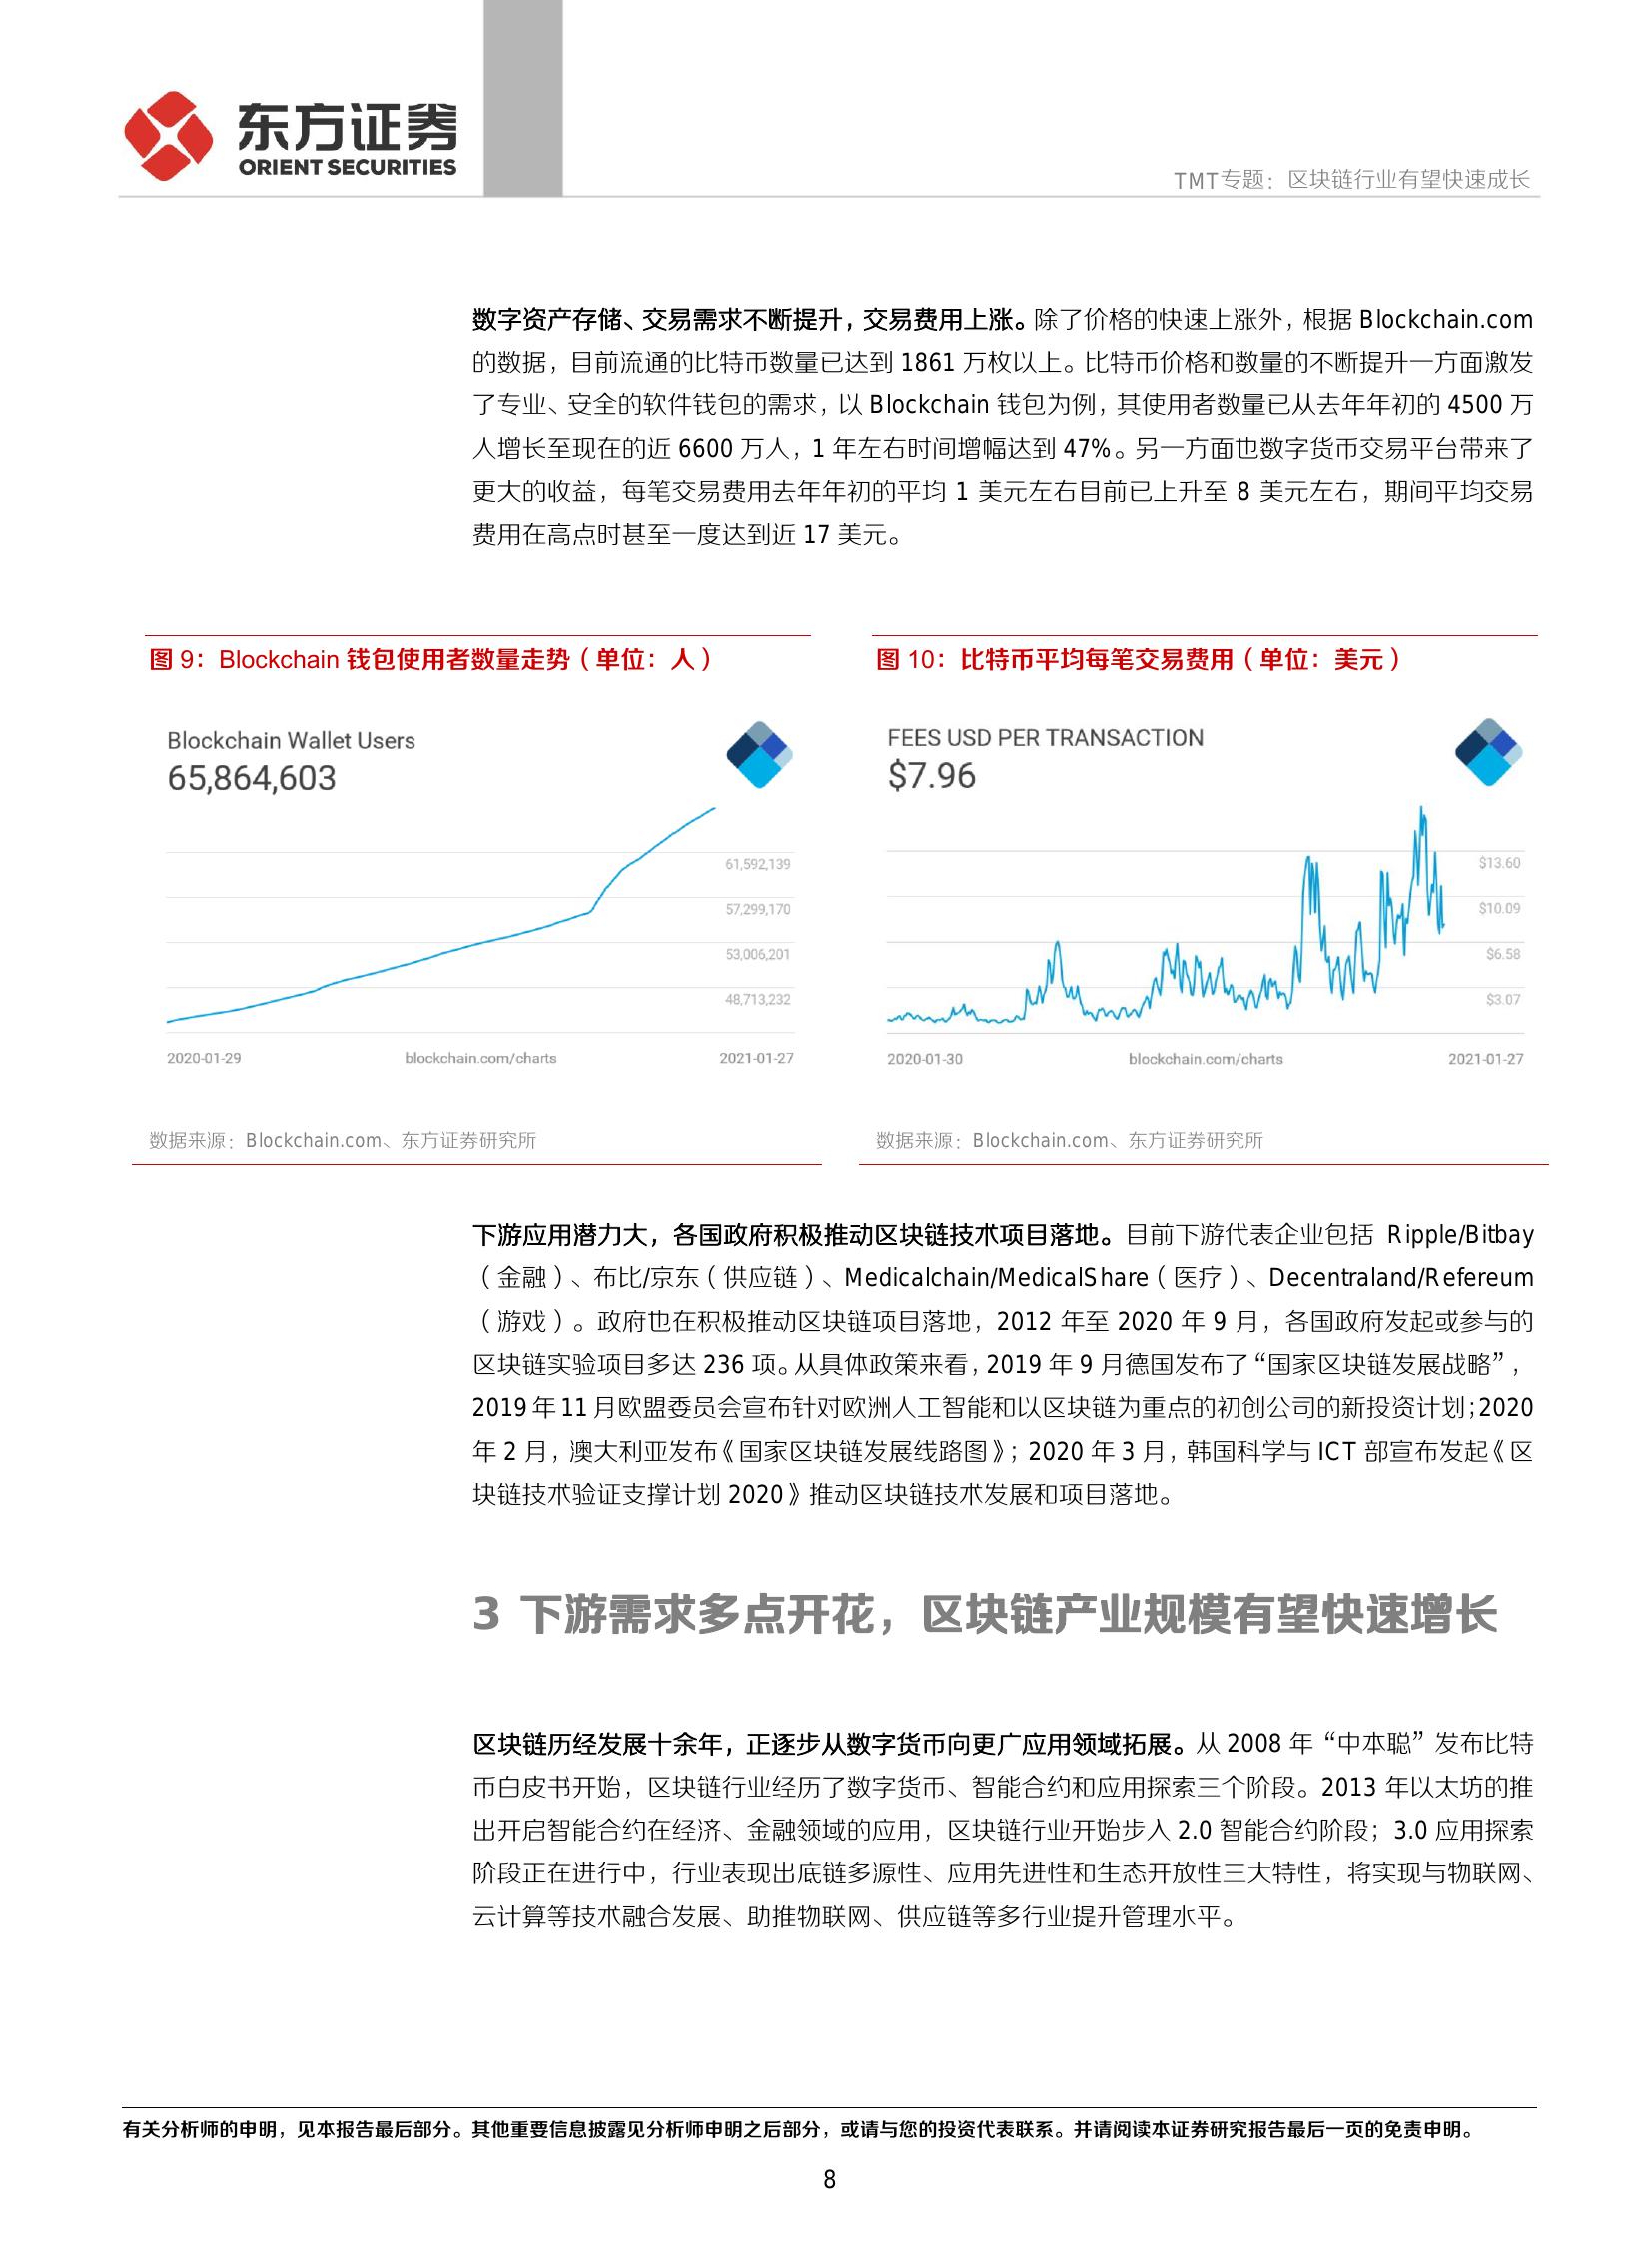 东方证券
ORIENT SECURITIES
TMT专题：区块链行业有望快速成长
数字资产存储、交易需求不断提升，交易费用上涨。除了价格的快速上涨外，根据 Blockchain.com
的数据，目前流通的比特币数量已达到 1861 万枚以上。比特币价格和数量的不断提升一方面激发
了专业、安全的软件钱包的需求，以 Blockchain 钱包为例，其使用者数量已从去年年初的 4500 万
人增长至现在的近 6600 万人，1 年左右时间增幅达到 47%。另一方面也数字货币交易平台带来了
更大的收益，每笔交易费用去年年初的平均 1 美元左右目前已上升至 8 美元左右，期间平均交易
费用在高点时甚至一度达到近 17 美元。
图 9：Blockchain 钱包使用者数量走势（单位：人）
Blockchain Wallet Users
65,864,603
61,592,139
57,299,170
53,006,201
48,713,232
2020-01-29 blockchain.com/charts 2021-01-27
数据来源：Blockchain.com、东方证券研究所
图 10：比特币平均每笔交易费用（单位：美元）
FEES USD PER TRANSACTION
$7.96
$13.60
$10.09
$6.58
$3.07
2020-01-30 blockchain.com/charts 2021-01-27
数据来源：Blockchain.com、东方证券研究所
下游应用潜力大，各国政府积极推动区块链技术项目落地。目前下游代表企业包括 Ripple/Bitbay
（金融）、布比/京东（供应链）、Medicalchain/MedicalShare（医疗）、Decentraland/Refereum
（游戏）。政府也在积极推动区块链项目落地，2012 年至 2020 年 9 月，各国政府发起或参与的
区块链实验项目多达 236 项。从具体政策来看，2019 年 9 月德国发布了“国家区块链发展战略”，
2019 年 11 月欧盟委员会宣布针对欧洲人工智能和以区块链为重点的初创公司的新投资计划；2020
年 2 月，澳大利亚发布《国家区块链发展线路图》；2020 年 3 月，韩国科学与 ICT 部宣布发起《区
块链技术验证支撑计划 2020》推动区块链技术发展和项目落地。
3 下游需求多点开花，区块链产业规模有望快速增长
区块链历经发展十余年，正逐步从数字货币向更广应用领域拓展。从 2008 年“中本聪”发布比特
币白皮书开始，区块链行业经历了数字货币、智能合约和应用探索三个阶段。2013 年以太坊的推
出开启智能合约在经济、金融领域的应用，区块链行业开始步入 2.0 智能合约阶段；3.0 应用探索
阶段正在进行中，行业表现出底链多源性、应用先进性和生态开放性三大特性，将实现与物联网、
云计算等技术融合发展、助推物联网、供应链等多行业提升管理水平。
有关分析师的申明，见本报告最后部分。其他重要信息披露见分析师申明之后部分，或请与您的投资代表联系。并请阅读本证券研究报告最后一页的免责申明。
8